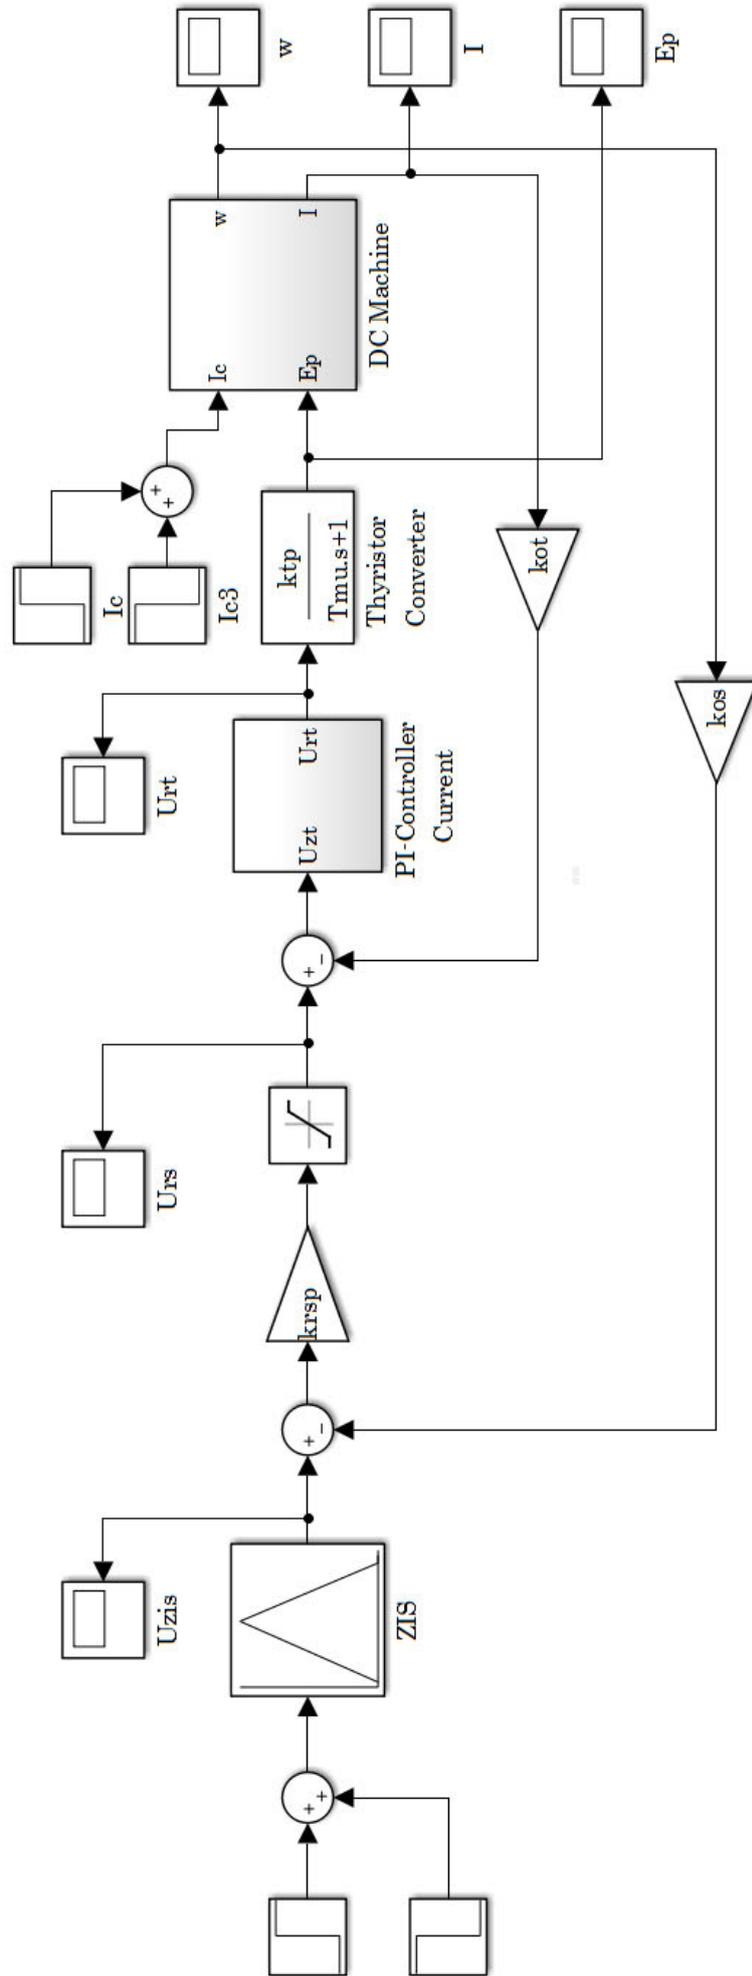 Uzis
ZIS
+
+
+
−
krsp
Urs
+
−
Uzt
Urt
PI-Controller
Current
Urt
ktp
Tmu.s+1
Thyristor
Converter
Ic
Ic3
+
+
Ic
Ep
w
I
DC Machine
kot
kos
w
I
Ep